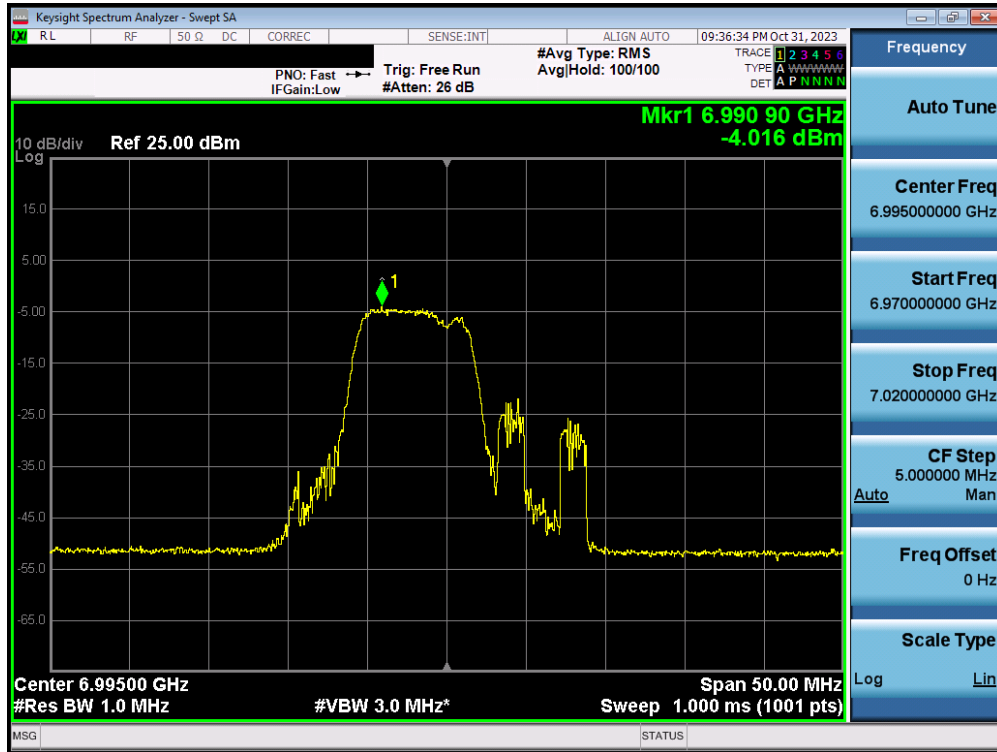 Keysight Spectrum Analyzer - Swept SA
LXI RL RF 50 Ω DC CORREC SENSE:INT ALIGN AUTO 09:36:34 PM Oct 31, 2023
PNO: Fast
IFGain:Low
Trig: Free Run
#Atten: 26 dB
#Avg Type: RMS
Avg|Hold: 100/100
TRACE 1 2 3 4 5 6
TYPE A WWWWW
DET A P N N N N
Mkr1 6.990 90 GHz
-4.016 dBm
10 dB/div Ref 25.00 dBm
Log
15.0
5.00
-5.00
-15.0
-25.0
-35.0
-45.0
-55.0
-65.0
1
Center 6.99500 GHz Span 50.00 MHz
#Res BW 1.0 MHz #VBW 3.0 MHz* Sweep 1.000 ms (1001 pts)
MSG STATUS
Frequency
Auto Tune
Center Freq
6.995000000 GHz
Start Freq
6.970000000 GHz
Stop Freq
7.020000000 GHz
CF Step
5.000000 MHz
Auto Man
Freq Offset
0 Hz
Scale Type
Log Lin